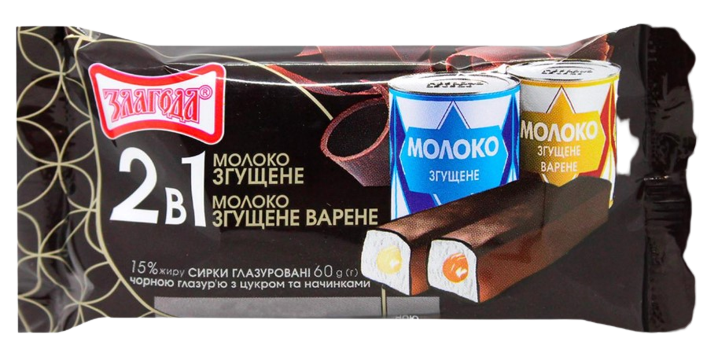 ЗЛАГОДА®
2в1
МОЛОКО
ЗГУЩЕНЕ
МОЛОКО
ЗГУЩЕНЕ ВАРЕНЕ
МОЛОКО
ЗГУЩЕНЕ
МОЛОКО
ЗГУЩЕНЕ
ВАРЕНЕ
15% жиру СИРКИ ГЛАЗУРОВАНІ 60 g (г)
чорною глазур'ю з цукром та начинками